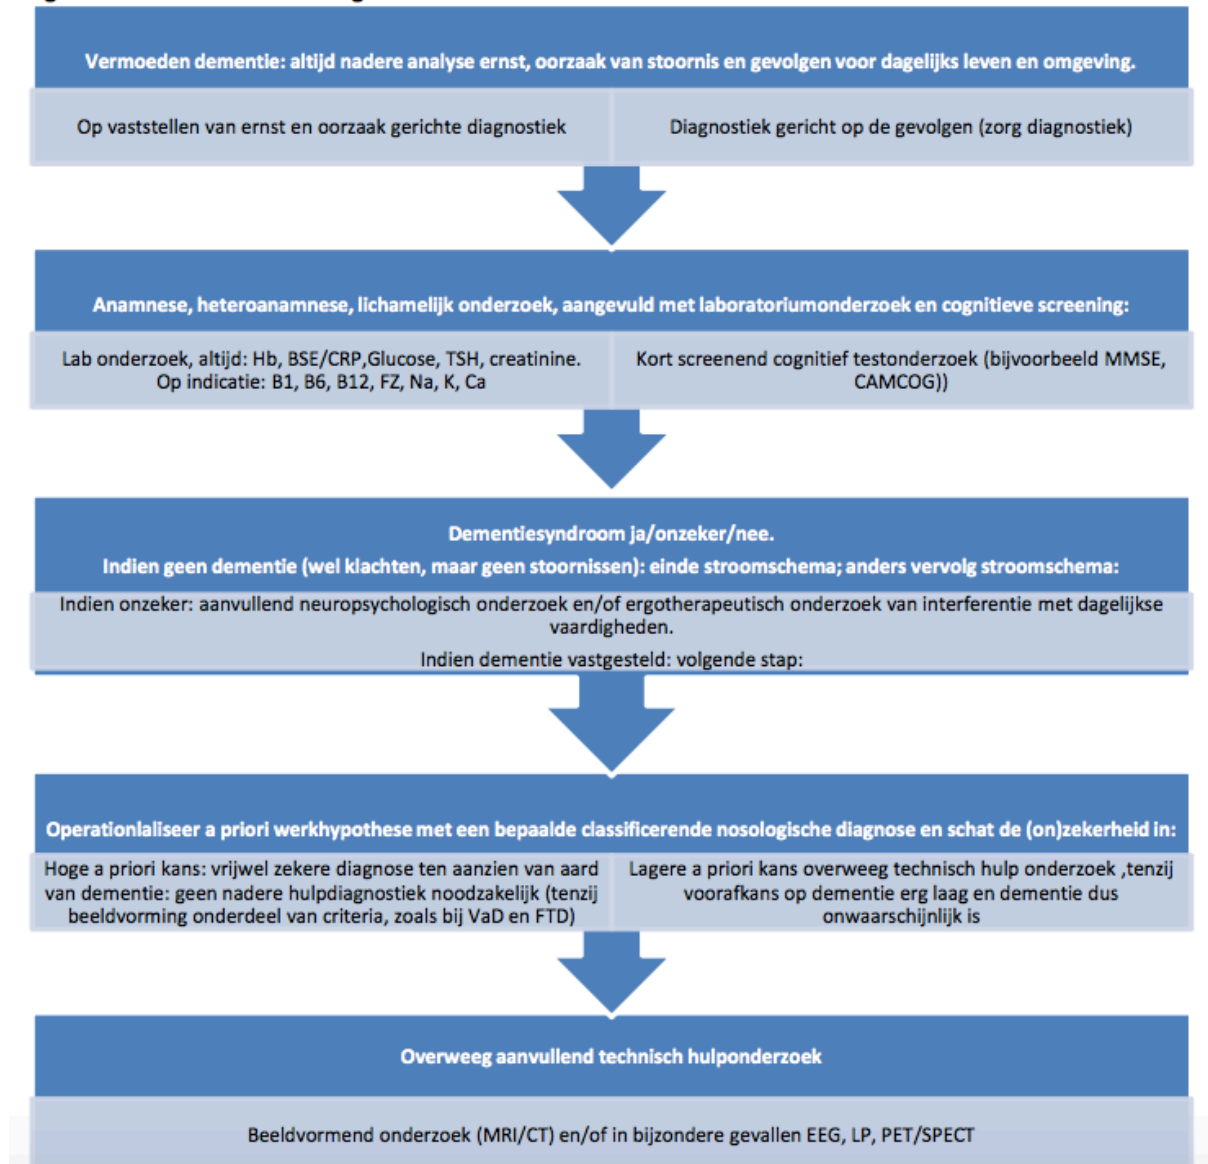 Vermoeden dementie: altijd nadere analyse ernst, oorzaak van stoornis en gevolgen voor dagelijks leven en omgeving.
Op vaststellen van ernst en oorzaak gerichte diagnostiek
Diagnostiek gericht op de gevolgen (zorg diagnostiek)
Anamnese, heteroanamnese, lichamelijk onderzoek, aangevuld met laboratoriumonderzoek en cognitieve screening:
Lab onderzoek, altijd: Hb, BSE/CRP,Glucose, TSH, creatinine.
Op indicatie: B1, B6, B12, FZ, Na, K, Ca
Kort screenend cognitief testonderzoek (bijvoorbeeld MMSE,
CAMCOG))
Dementiesyndroom ja/onzeker/nee.
Indien geen dementie (wel klachten, maar geen stoornissen): einde stroomschema; anders vervolg stroomschema:
Indien onzeker: aanvullend neuropsychologisch onderzoek en/of ergotherapeutisch onderzoek van interferentie met dagelijkse
vaardigheden.
Indien dementie vastgesteld: volgende stap:
Operationlaliseer a priori werkhypothese met een bepaalde classificerende nosologische diagnose en schat de (on)zekerheid in:
Hoge a priori kans: vrijwel zekere diagnose ten aanzien van aard
van dementie: geen nadere hulpdiagnostiek noodzakelijk (tenzij
beeldvorming onderdeel van criteria, zoals bij VaD en FTD)
Lagere a priori kans overweeg technisch hulp onderzoek ,tenzij
voorafkans op dementie erg laag en dementie dus
onwaarschijnlijk is
Overweeg aanvullend technisch hulponderzoek
Beeldvormend onderzoek (MRI/CT) en/of in bijzondere gevallen EEG, LP, PET/SPECT